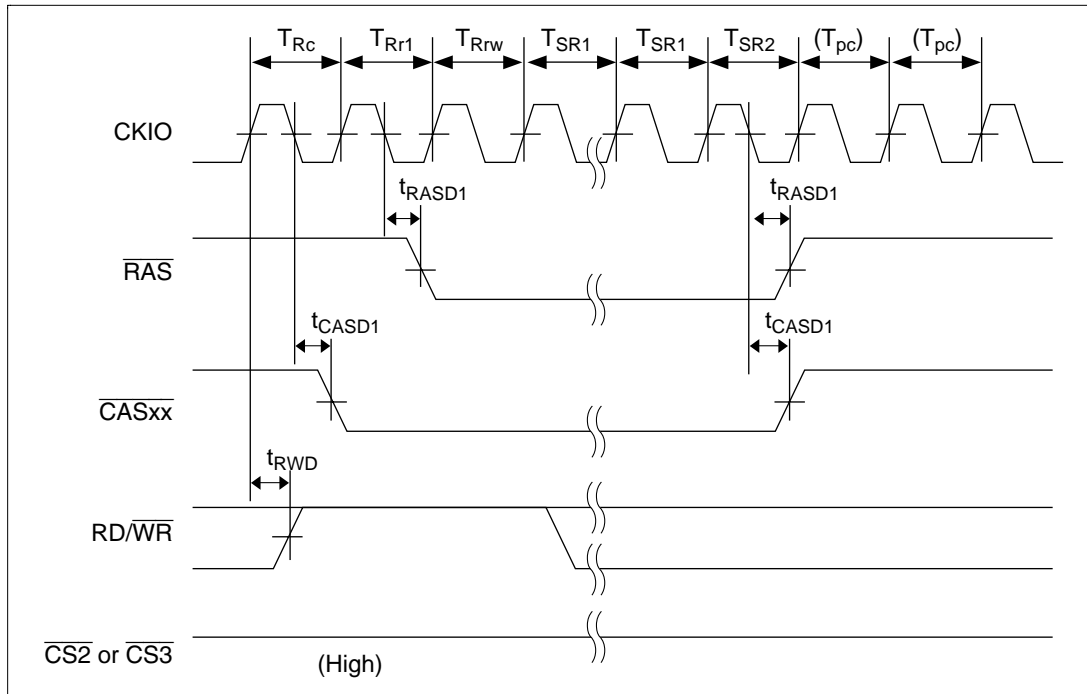 TRc TRr1 TRrw TSR1 TSR1 TSR2 (Tpc) (Tpc)
CKIO
tRASD1 tRASD1
RAS
tCASD1 tCASD1
CASxx
tRWD
RD/WR
CS2 or CS3
(High)